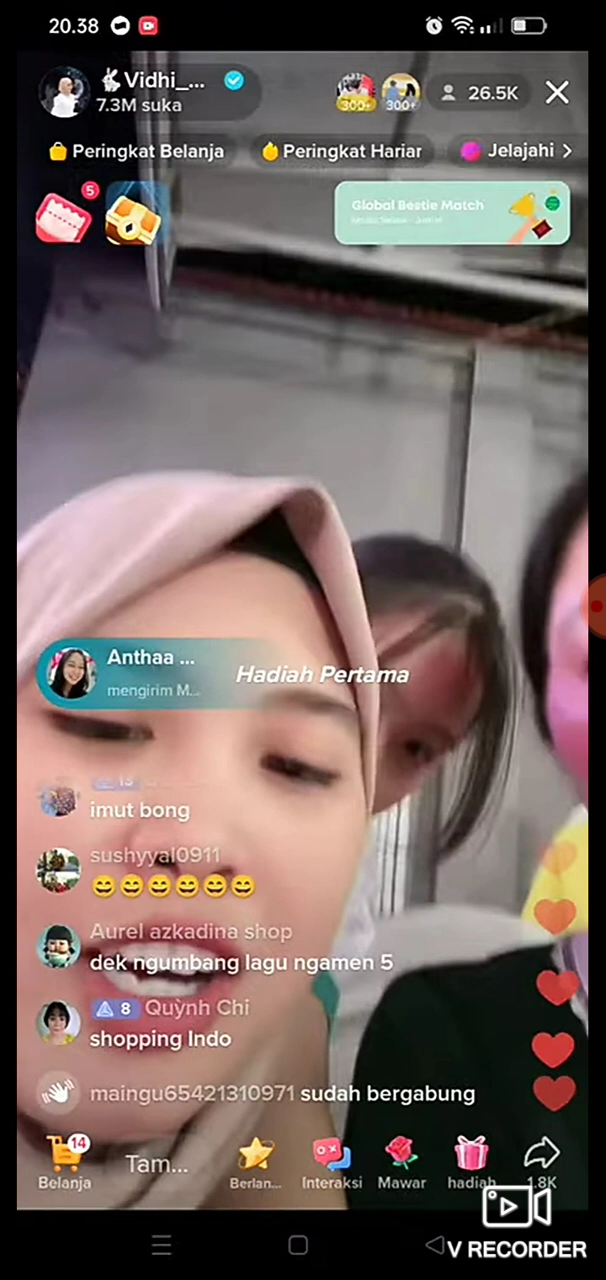 20.38
Vidhi_...
7.3M suka
300+
300+
26.5K
Peringkat Belanja
Peringkat Harian
Jelajahi >
5
Global Bestie Match
Anthaa ...
mengirim M...
Hadiah Pertama
13
imut bong
sushyyal0911
Aurel azkadina shop
dek ngumbang lagu ngamen 5
8 Quỳnh Chi
shopping Indo
maingu65421310971 sudah bergabung
14
Belanja
Tam...
Berlan...
Interaksi
Mawar
hadiah
1.8K
V RECORDER